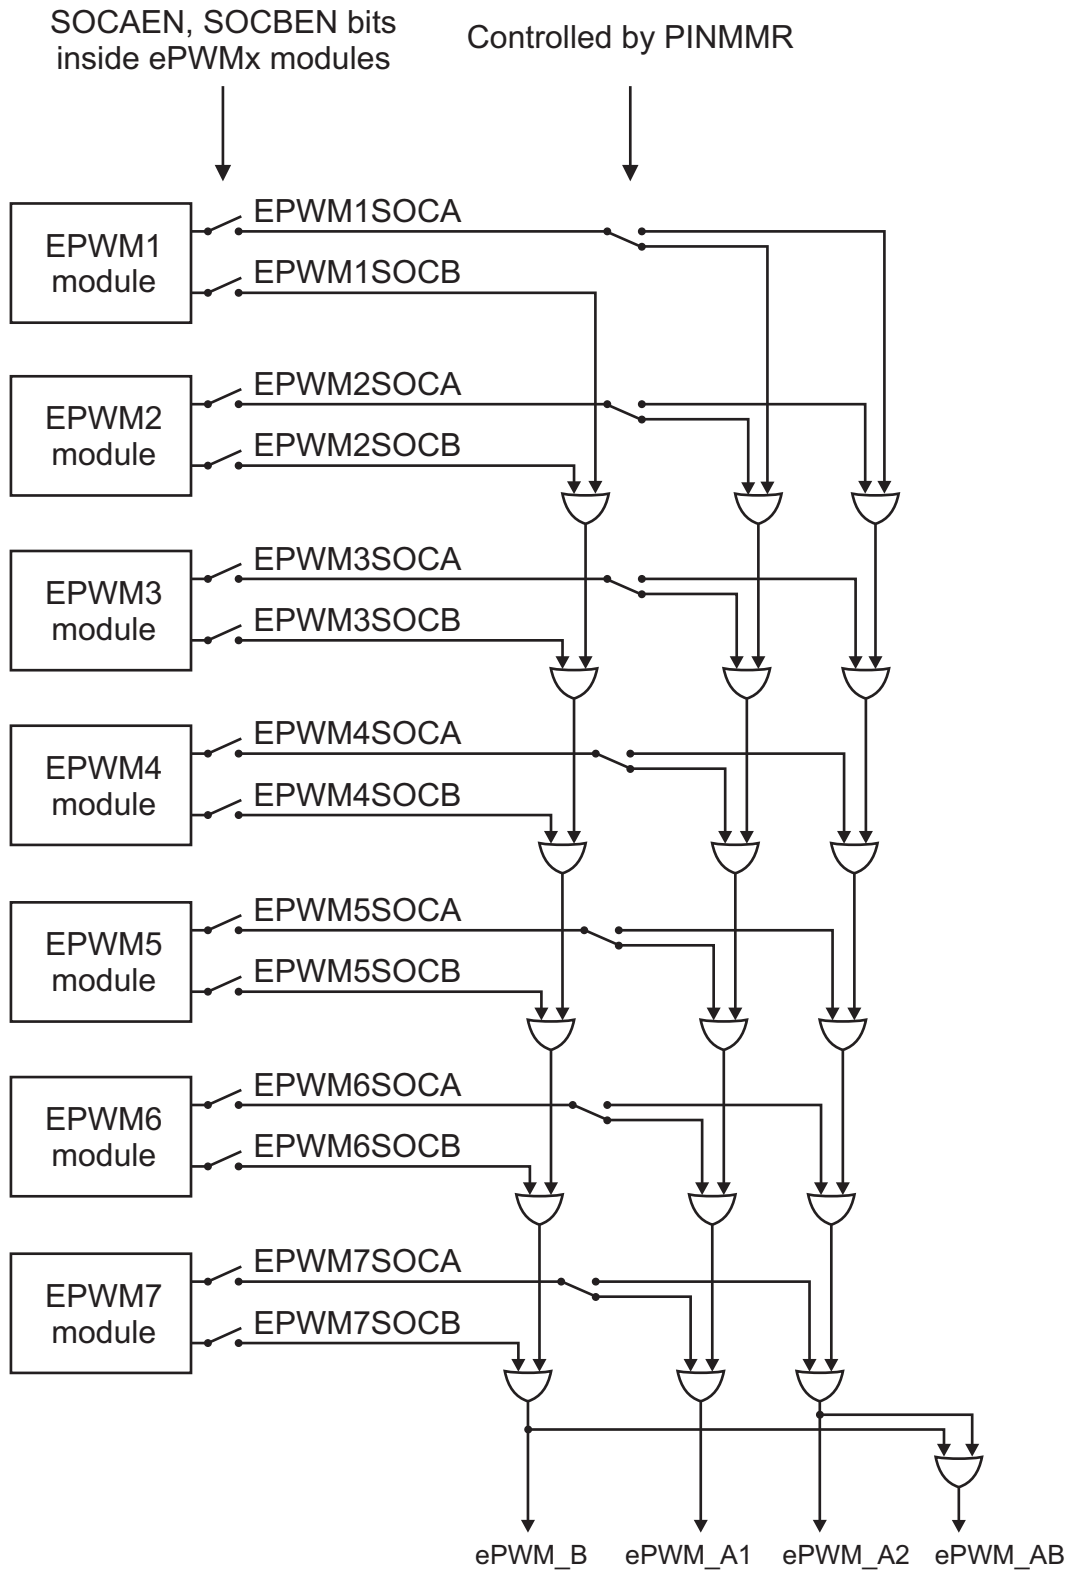 SOCAEN, SOCBEN bits
inside ePWMx modules
Controlled by PINMMR
EPWM1
module
EPWM1SOCA
EPWM1SOCB
EPWM2
module
EPWM2SOCA
EPWM2SOCB
EPWM3
module
EPWM3SOCA
EPWM3SOCB
EPWM4
module
EPWM4SOCA
EPWM4SOCB
EPWM5
module
EPWM5SOCA
EPWM5SOCB
EPWM6
module
EPWM6SOCA
EPWM6SOCB
EPWM7
module
EPWM7SOCA
EPWM7SOCB
ePWM_B ePWM_A1 ePWM_A2 ePWM_AB